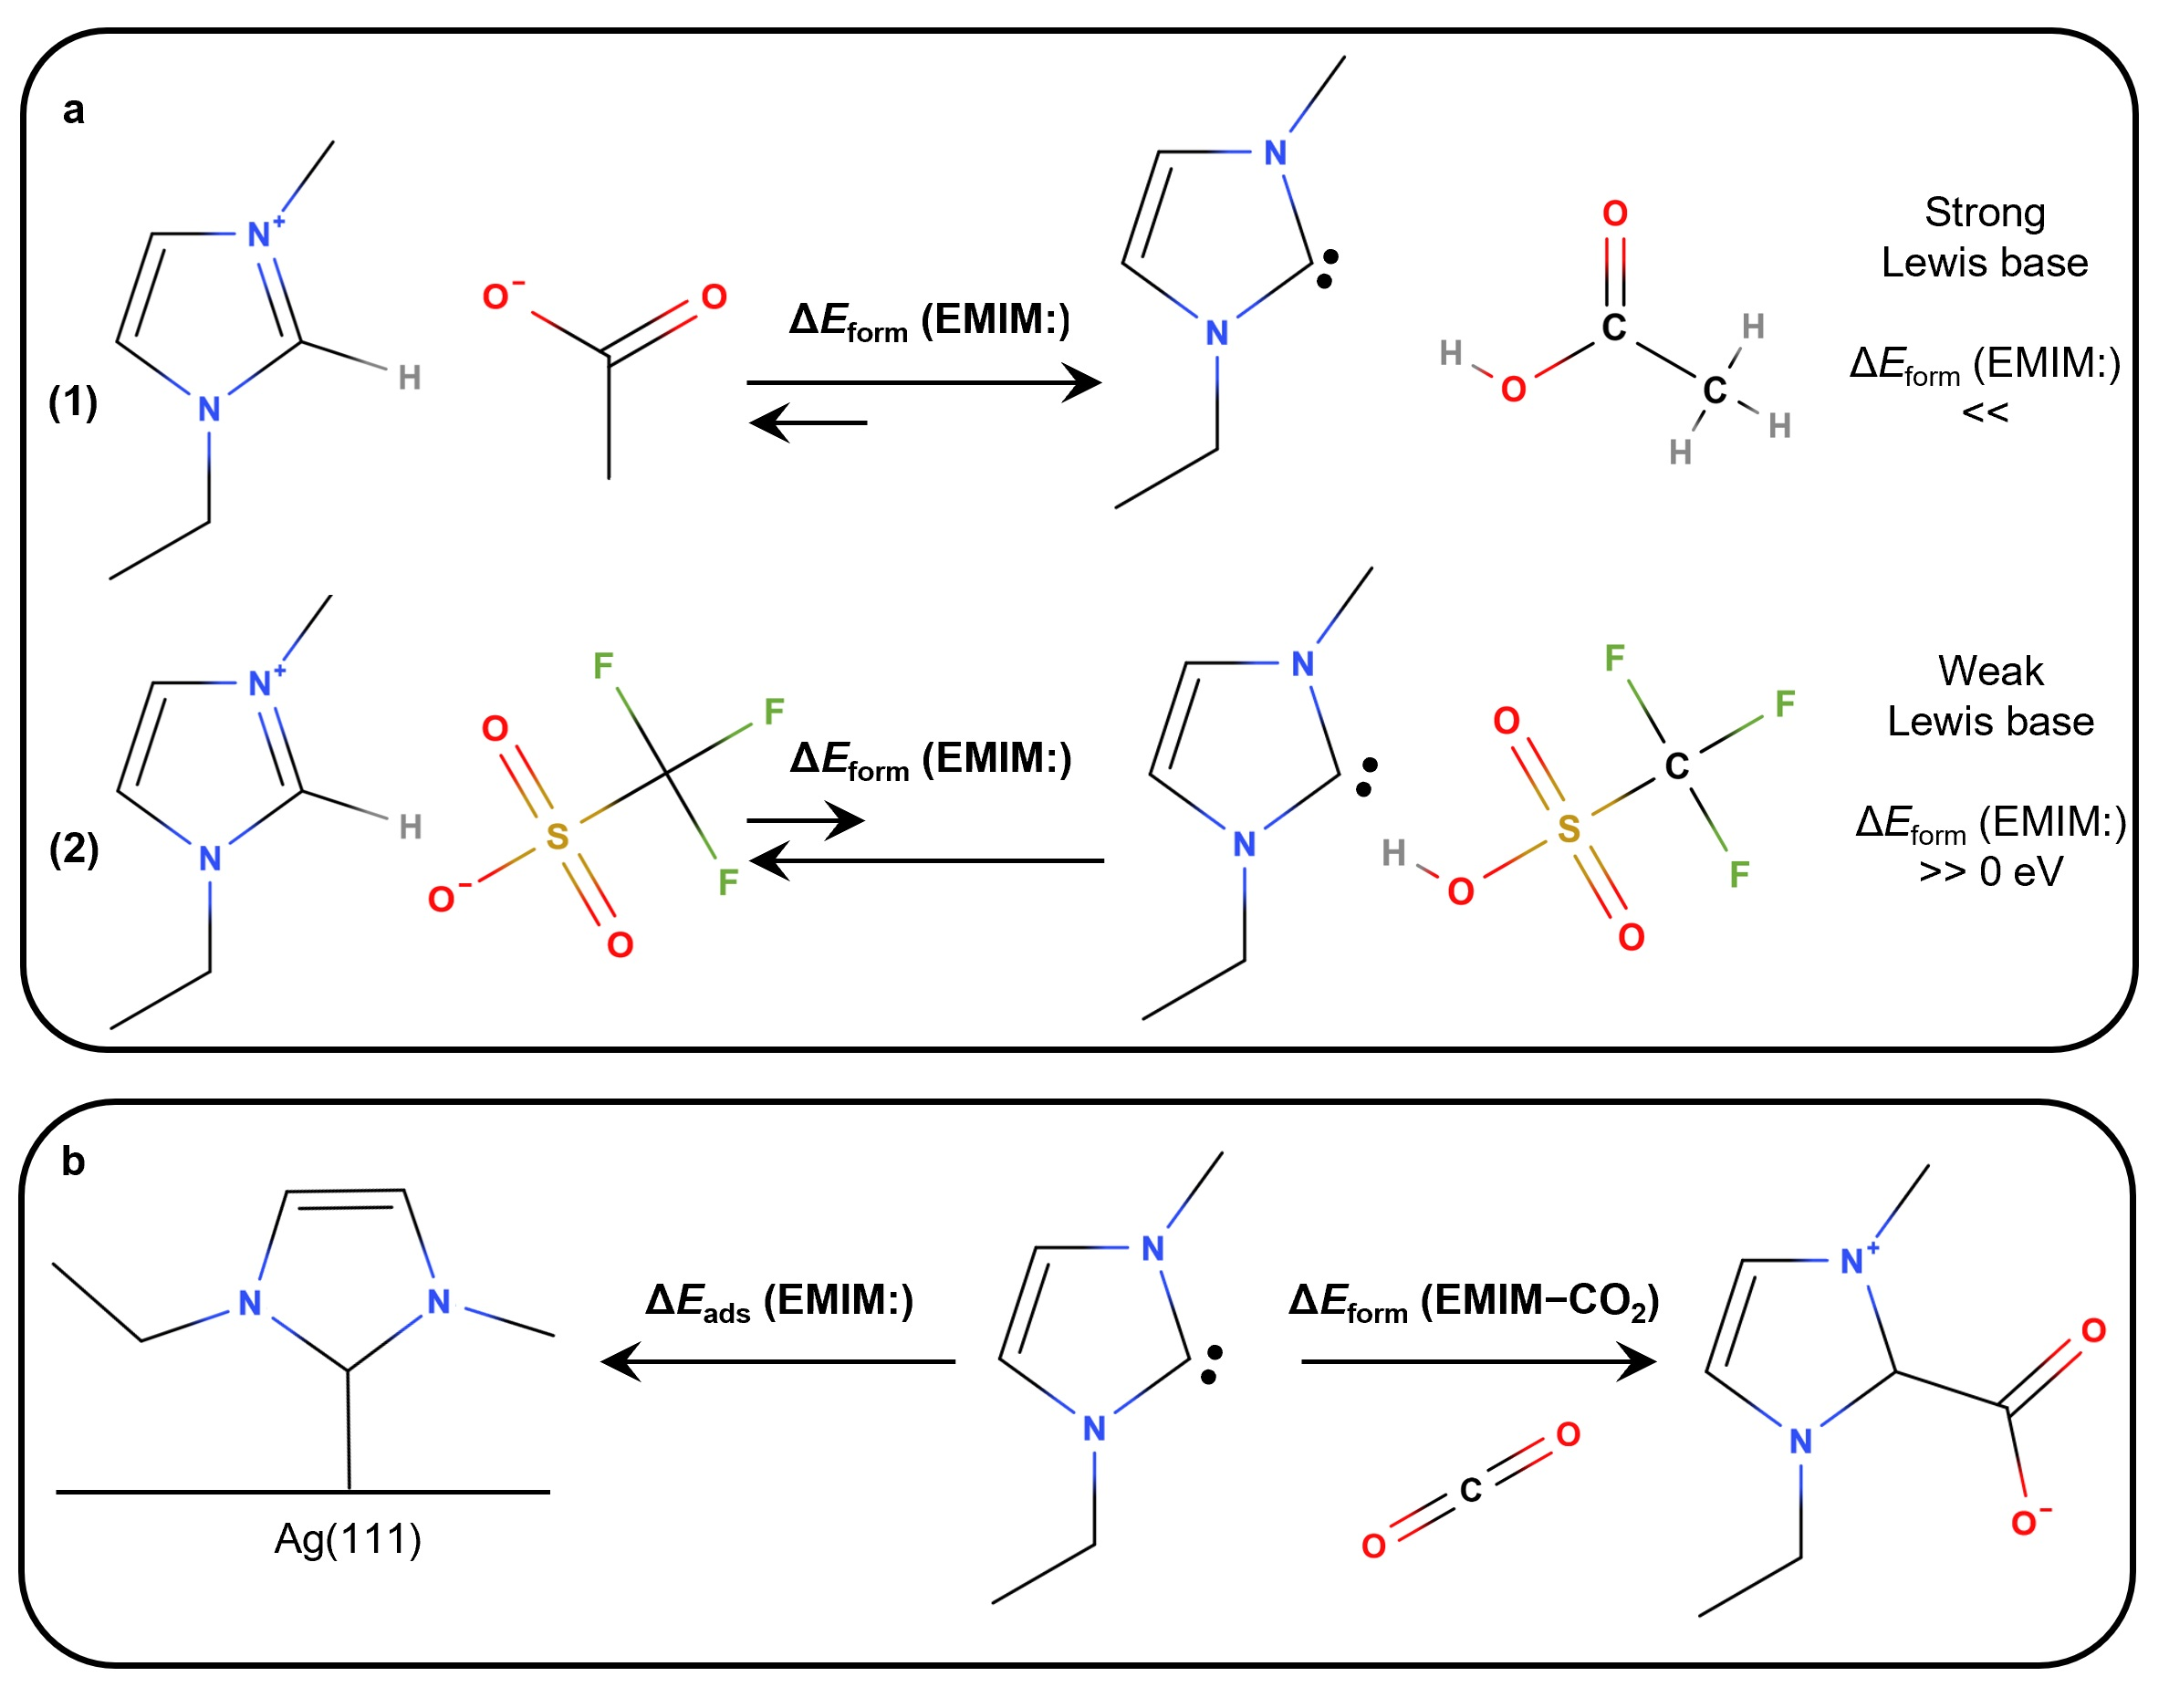 a
(1)
N+
N
H
O−
O
ΔEform (EMIM:)
N
N
O
C
H
O
C
H
H
H
Strong
Lewis base
ΔEform (EMIM:)
<<
(2)
N+
N
H
F
F
F
O
S
O−
O
ΔEform (EMIM:)
N
N
F
F
F
O
C
S
H
O
O
Weak
Lewis base
ΔEform (EMIM:)
>> 0 eV
b
N
N
Ag(111)
ΔEads (EMIM:)
N
N
ΔEform (EMIM−CO2)
O
C
O
N+
N
O
O−